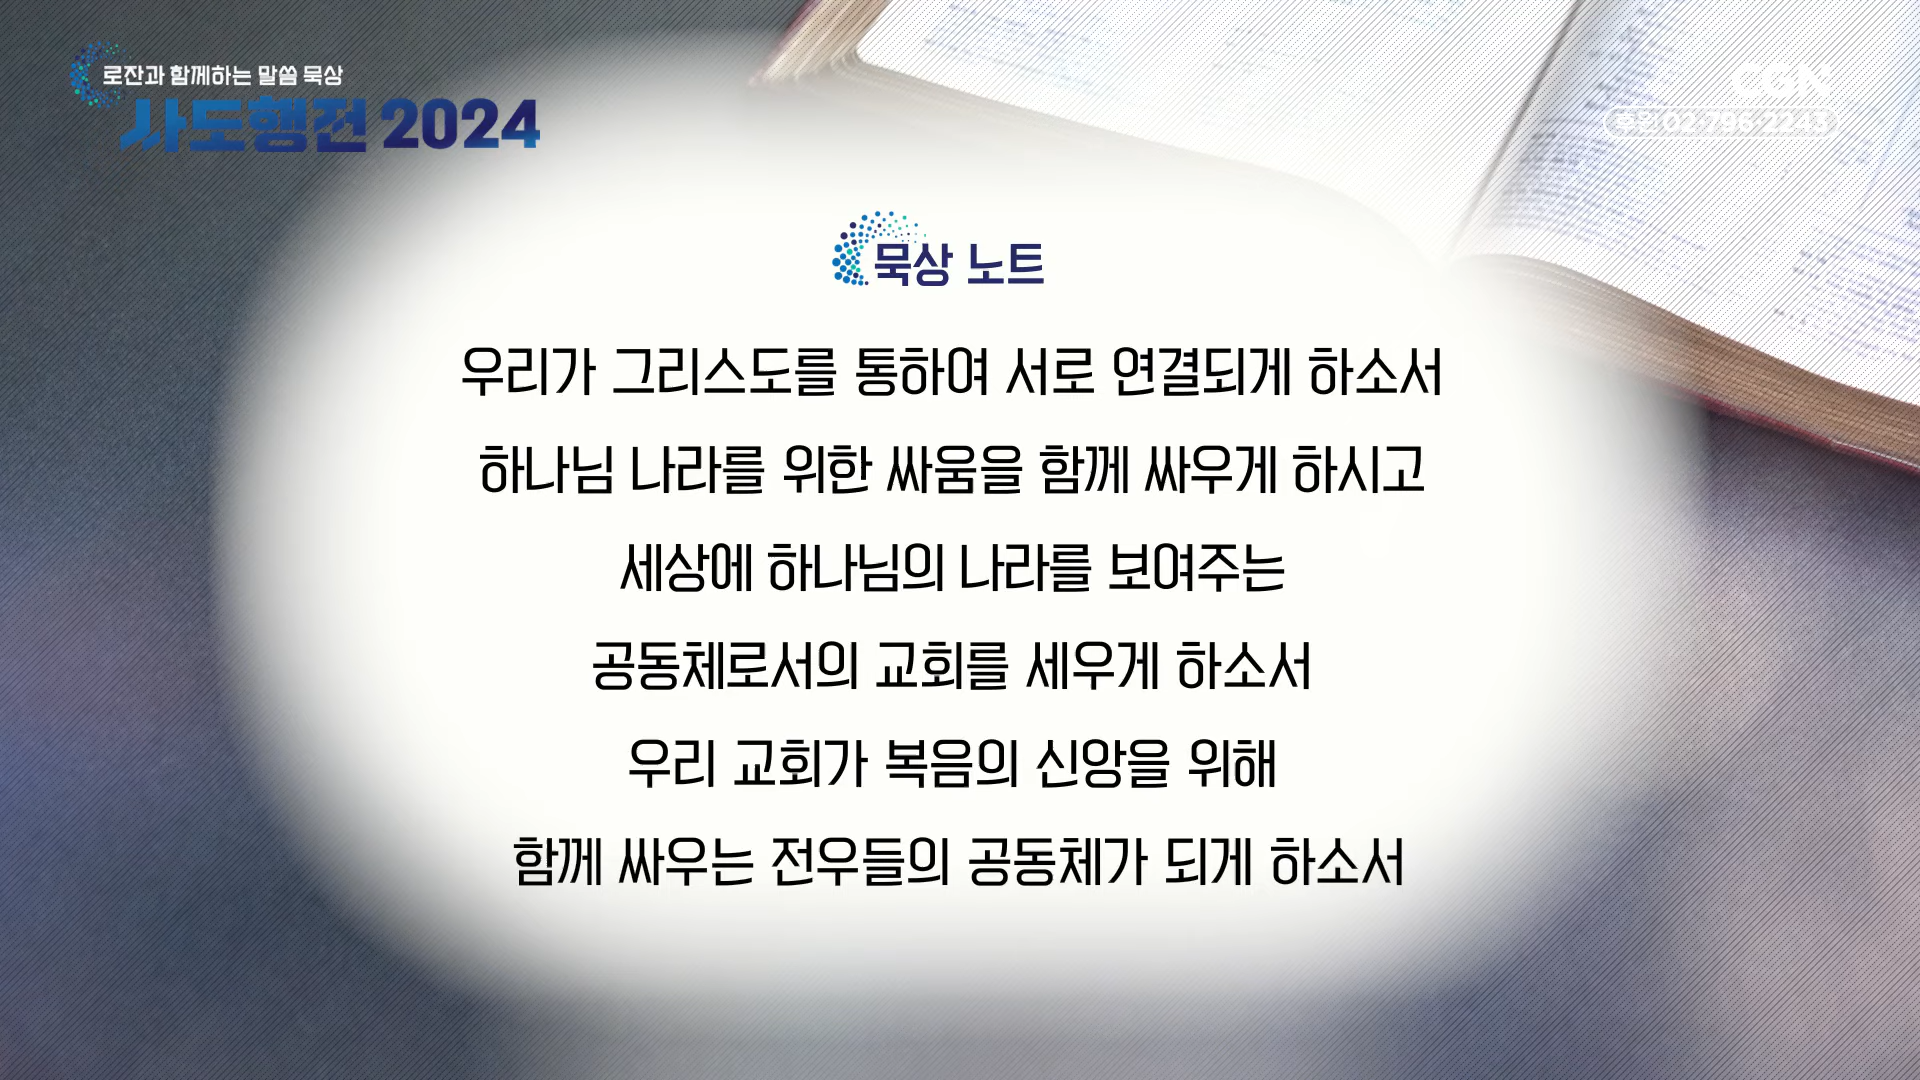 로잔과 함께하는 말씀 묵상
사도행전 2024
CGN
후원 02-796-2243
묵상 노트
우리가 그리스도를 통하여 서로 연결되게 하소서
하나님 나라를 위한 싸움을 함께 싸우게 하시고
세상에 하나님의 나라를 보여주는
공동체로서의 교회를 세우게 하소서
우리 교회가 복음의 신앙을 위해
함께 싸우는 전우들의 공동체가 되게 하소서